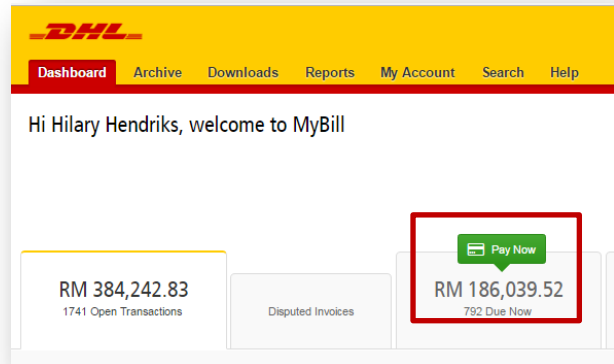 DHL
Dashboard Archive Downloads Reports My Account Search Help
Hi Hilary Hendriks, welcome to MyBill
Pay Now
RM 384,242.83
1741 Open Transactions
Disputed Invoices
RM 186,039.52
792 Due Now